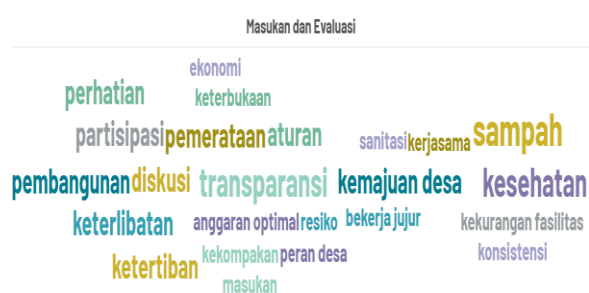 Masukan dan Evaluasi
ekonomi
perhatian keterbukaan
partisipasi pemerataan aturan sanitasi kerjasama sampah
pembangunan diskusi transparansi kemajuan desa kesehatan
keterlibatan anggaran optimal resiko bekerja jujur kekurangan fasilitas
ketertiban kekompakan peran desa konsistensi
masukan